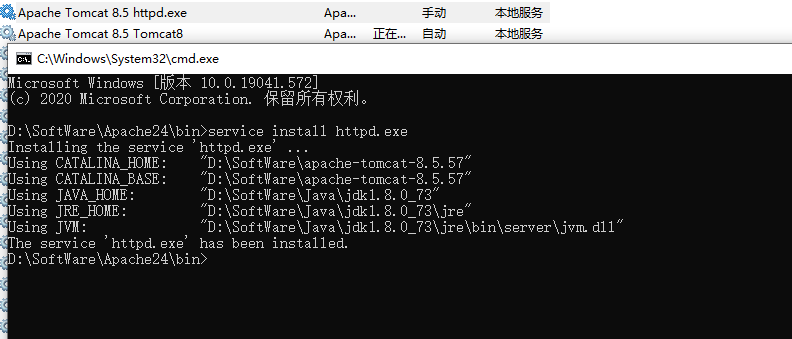 Apache Tomcat 8.5 httpd.exe Apa... 手动 本地服务
Apache Tomcat 8.5 Tomcat8 Apa... 正在... 自动 本地服务
C:\Windows\System32\cmd.exe
Microsoft Windows [版本 10.0.19041.572]
(c) 2020 Microsoft Corporation. 保留所有权利。
D:\SoftWare\Apache24\bin>service install httpd.exe
Installing the service 'httpd.exe' ...
Using CATALINA_HOME: "D:\SoftWare\apache-tomcat-8.5.57"
Using CATALINA_BASE: "D:\SoftWare\apache-tomcat-8.5.57"
Using JAVA_HOME: "D:\SoftWare\Java\jdk1.8.0_73"
Using JRE_HOME: "D:\SoftWare\Java\jdk1.8.0_73\jre"
Using JVM: "D:\SoftWare\Java\jdk1.8.0_73\jre\bin\server\jvm.dll"
The service 'httpd.exe' has been installed.
D:\SoftWare\Apache24\bin>